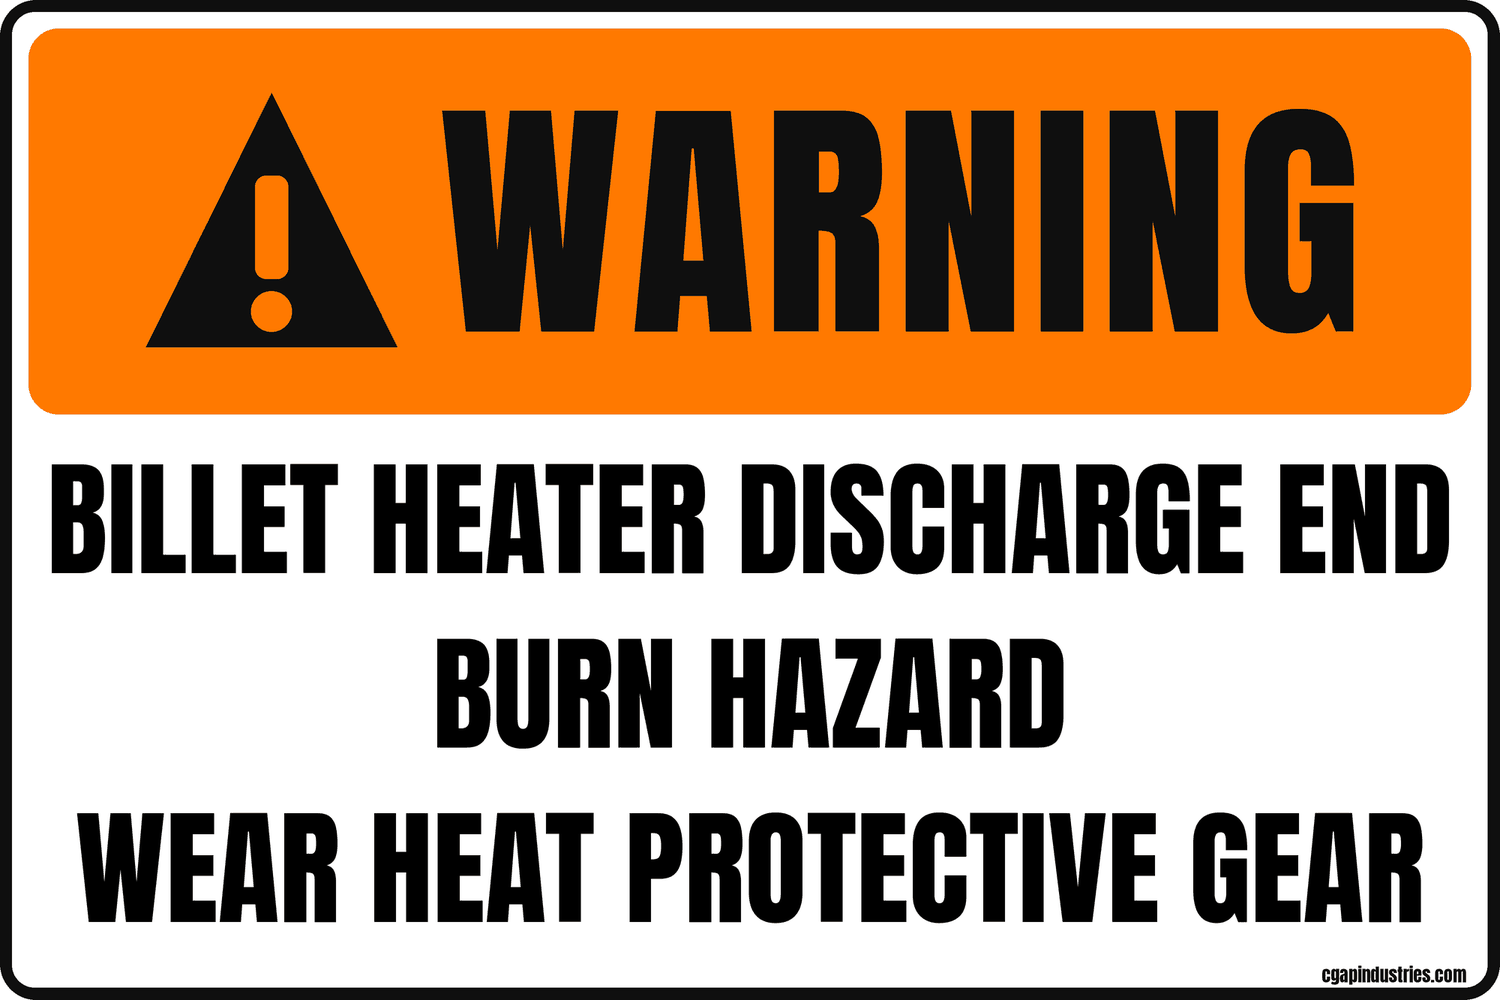 WARNING
BILLET HEATER DISCHARGE END
BURN HAZARD
WEAR HEAT PROTECTIVE GEAR
cgapindustries.com